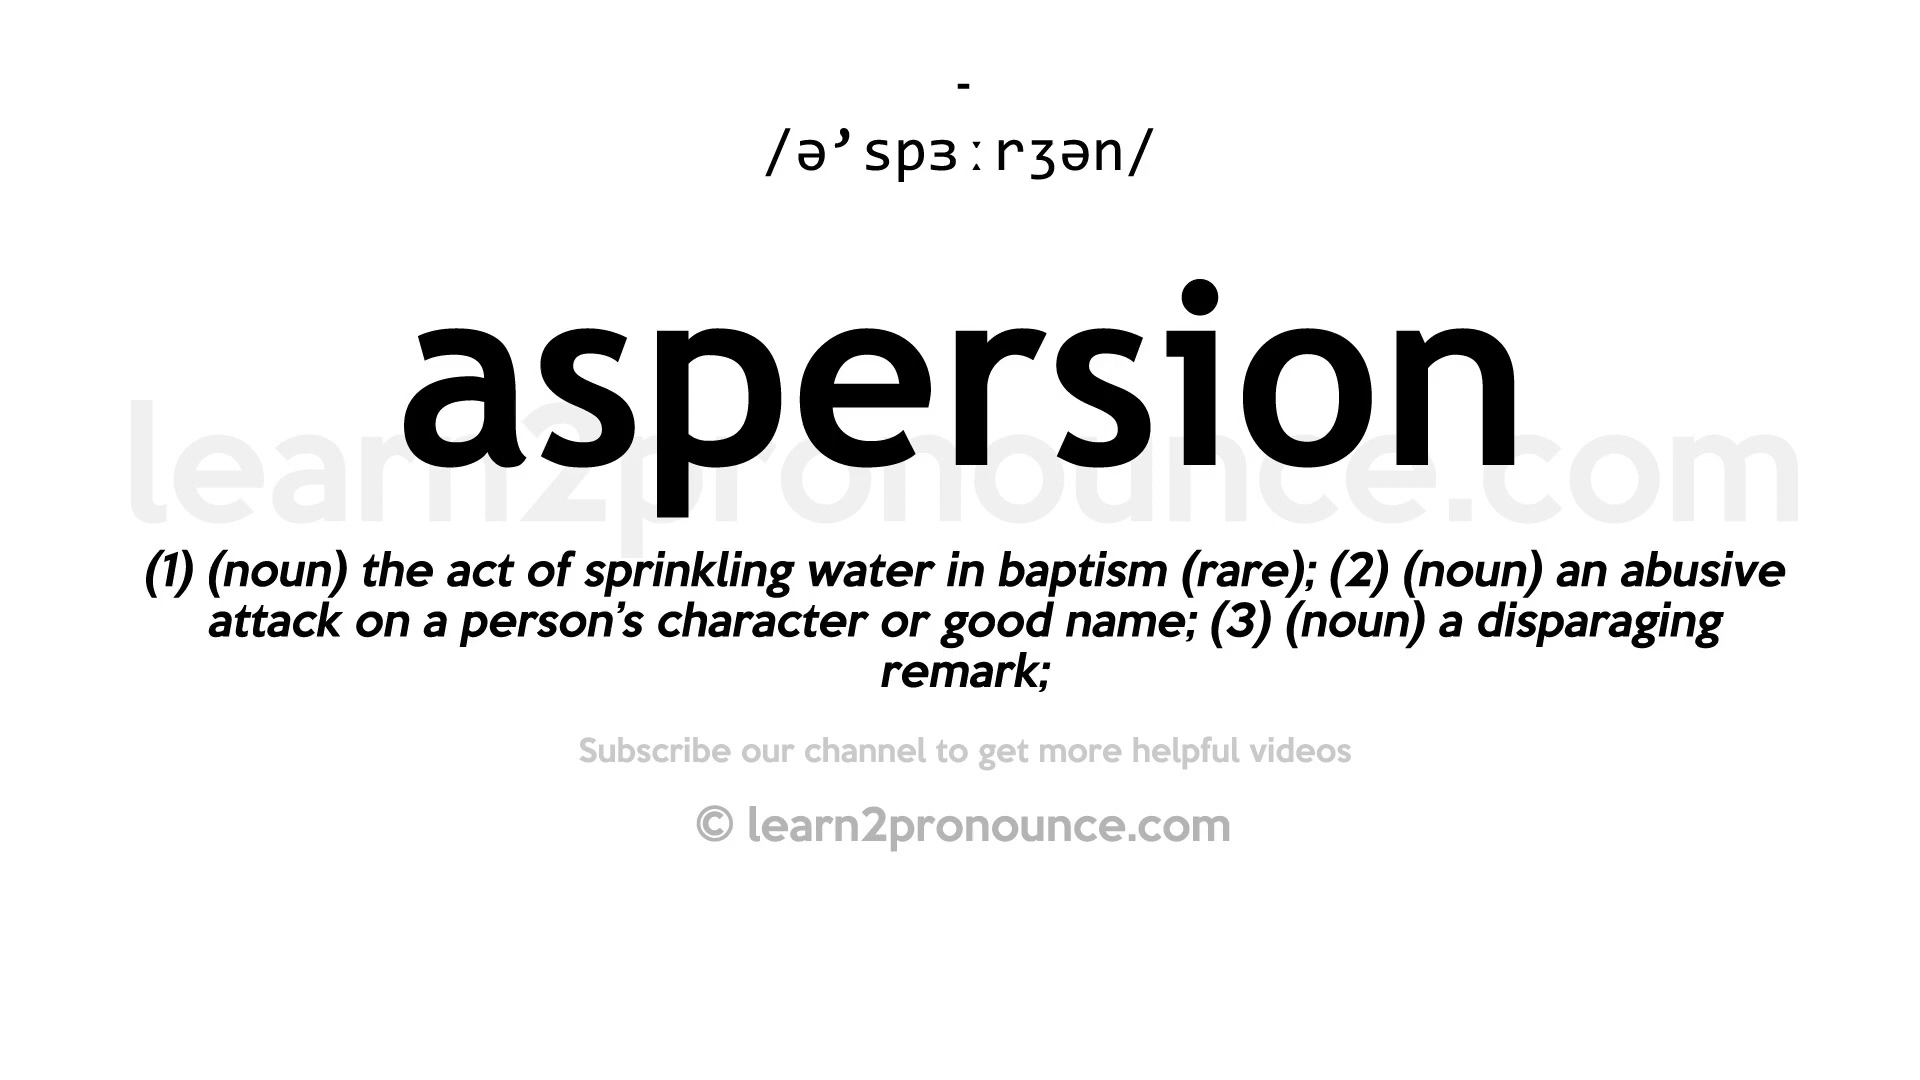 -
/ə’spɜːrʒən/
aspersion
learn2pronounce.com
(1) (noun) the act of sprinkling water in baptism (rare); (2) (noun) an abusive
attack on a person’s character or good name; (3) (noun) a disparaging
remark;
Subscribe our channel to get more helpful videos
© learn2pronounce.com